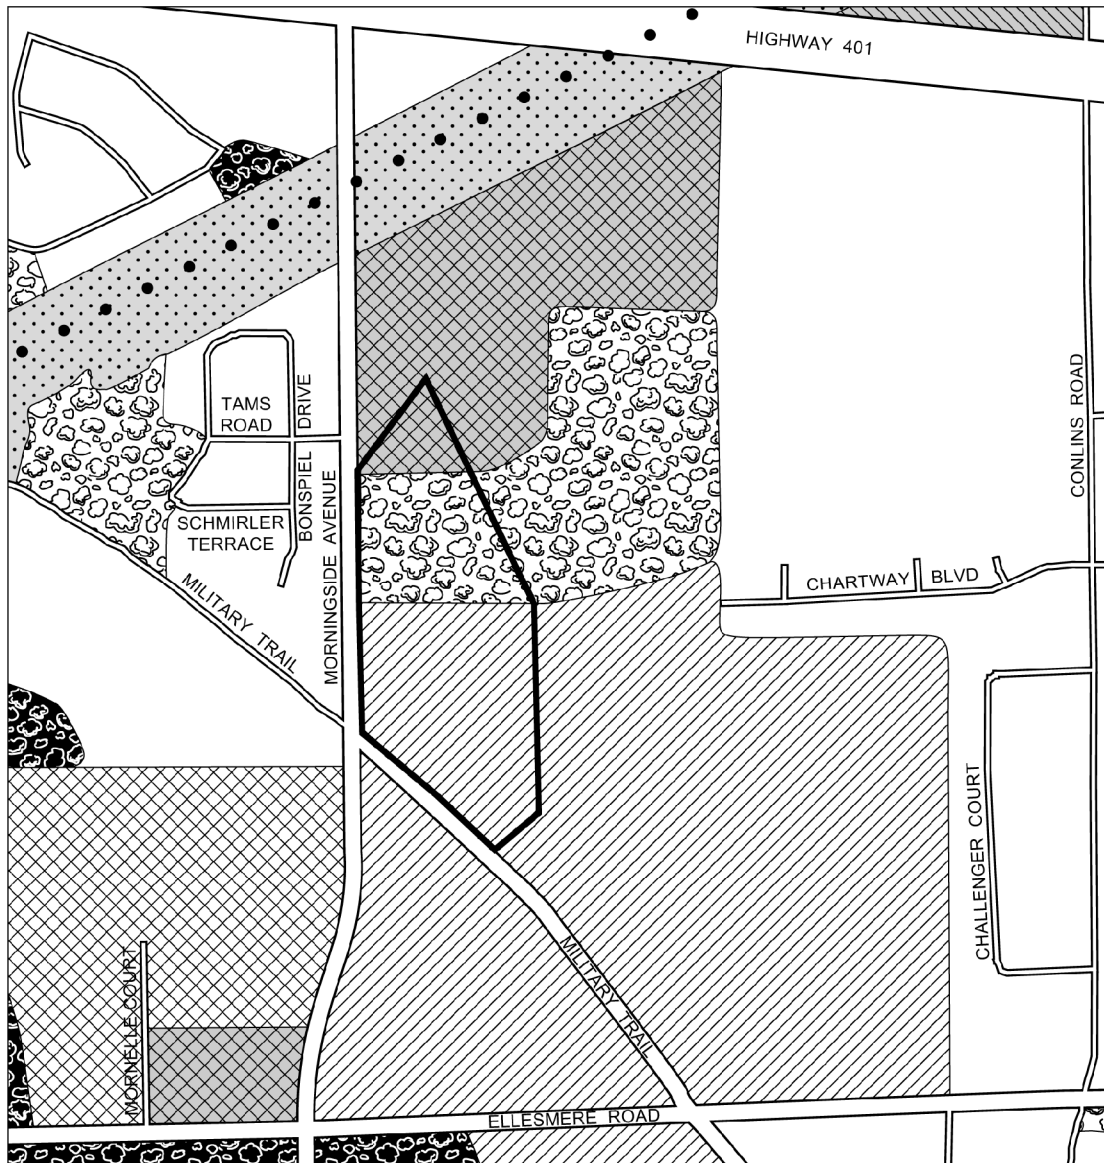 HIGHWAY 401
TAMS
ROAD
BONSPIEL DRIVE
SCHMIRLER
TERRACE
MORNINGSIDE AVENUE
MILITARY TRAIL
CONLINS ROAD
CHARTWAY BLVD
CHALLENGER COURT
MILITARY TRAIL
MORNELLE COURT
ELLESMERE ROAD